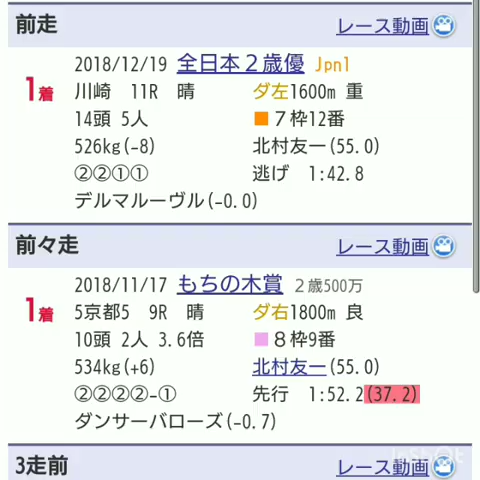 前走 レース動画
2018/12/19 全日本２歳優 Jpn1
1着 川崎 11R 晴 ダ左1600m 重
14頭 5人 ７枠12番
526kg(-8) 北村友一(55.0)
②②①① 逃げ 1:42.8
デルマルーヴル(-0.0)
前々走 レース動画
2018/11/17 もちの木賞 ２歳500万
1着 5京都5 9R 晴 ダ右1800m 良
10頭 2人 3.6倍 ８枠9番
534kg(+6) 北村友一(55.0)
②②②②-① 先行 1:52.2(37.2)
ダンサーバローズ(-0.7)
3走前 レース動画
InShOt